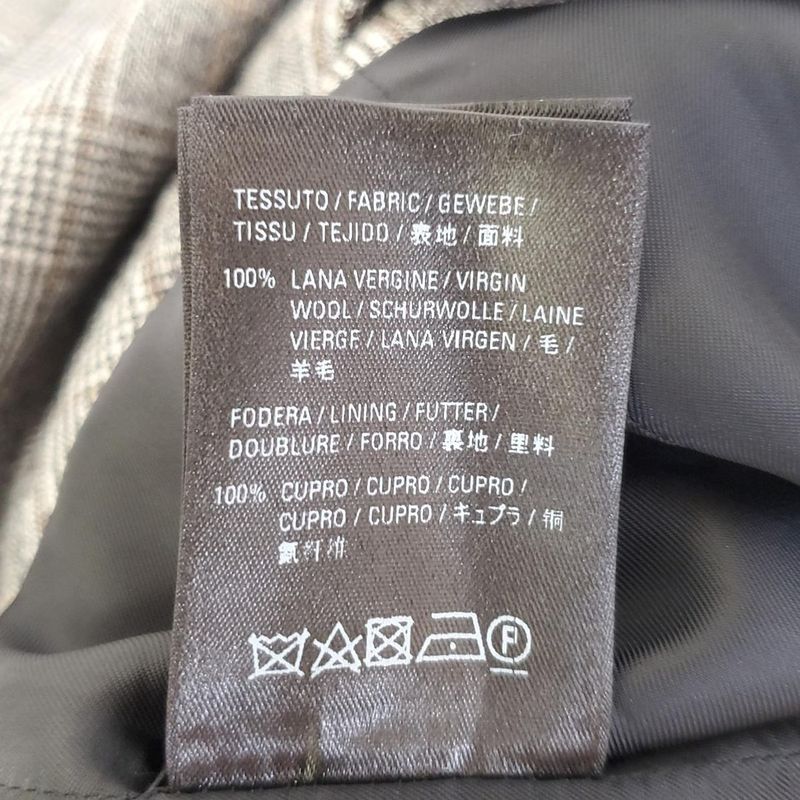 TESSUTO / FABRIC / GEWEBE /
TISSU / TEJIDO / 表地 / 面料
100% LANA VERGINE / VIRGIN
WOOL / SCHURWOLLE / LAINE
VIERGE / LANA VIRGEN / 毛 /
羊毛
FODERA / LINING / FUTTER /
DOUBLURE / FORRO / 裏地 / 里料
100% CUPRO / CUPRO / CUPRO /
CUPRO / CUPRO / キュプラ / 铜
氨纤维
F